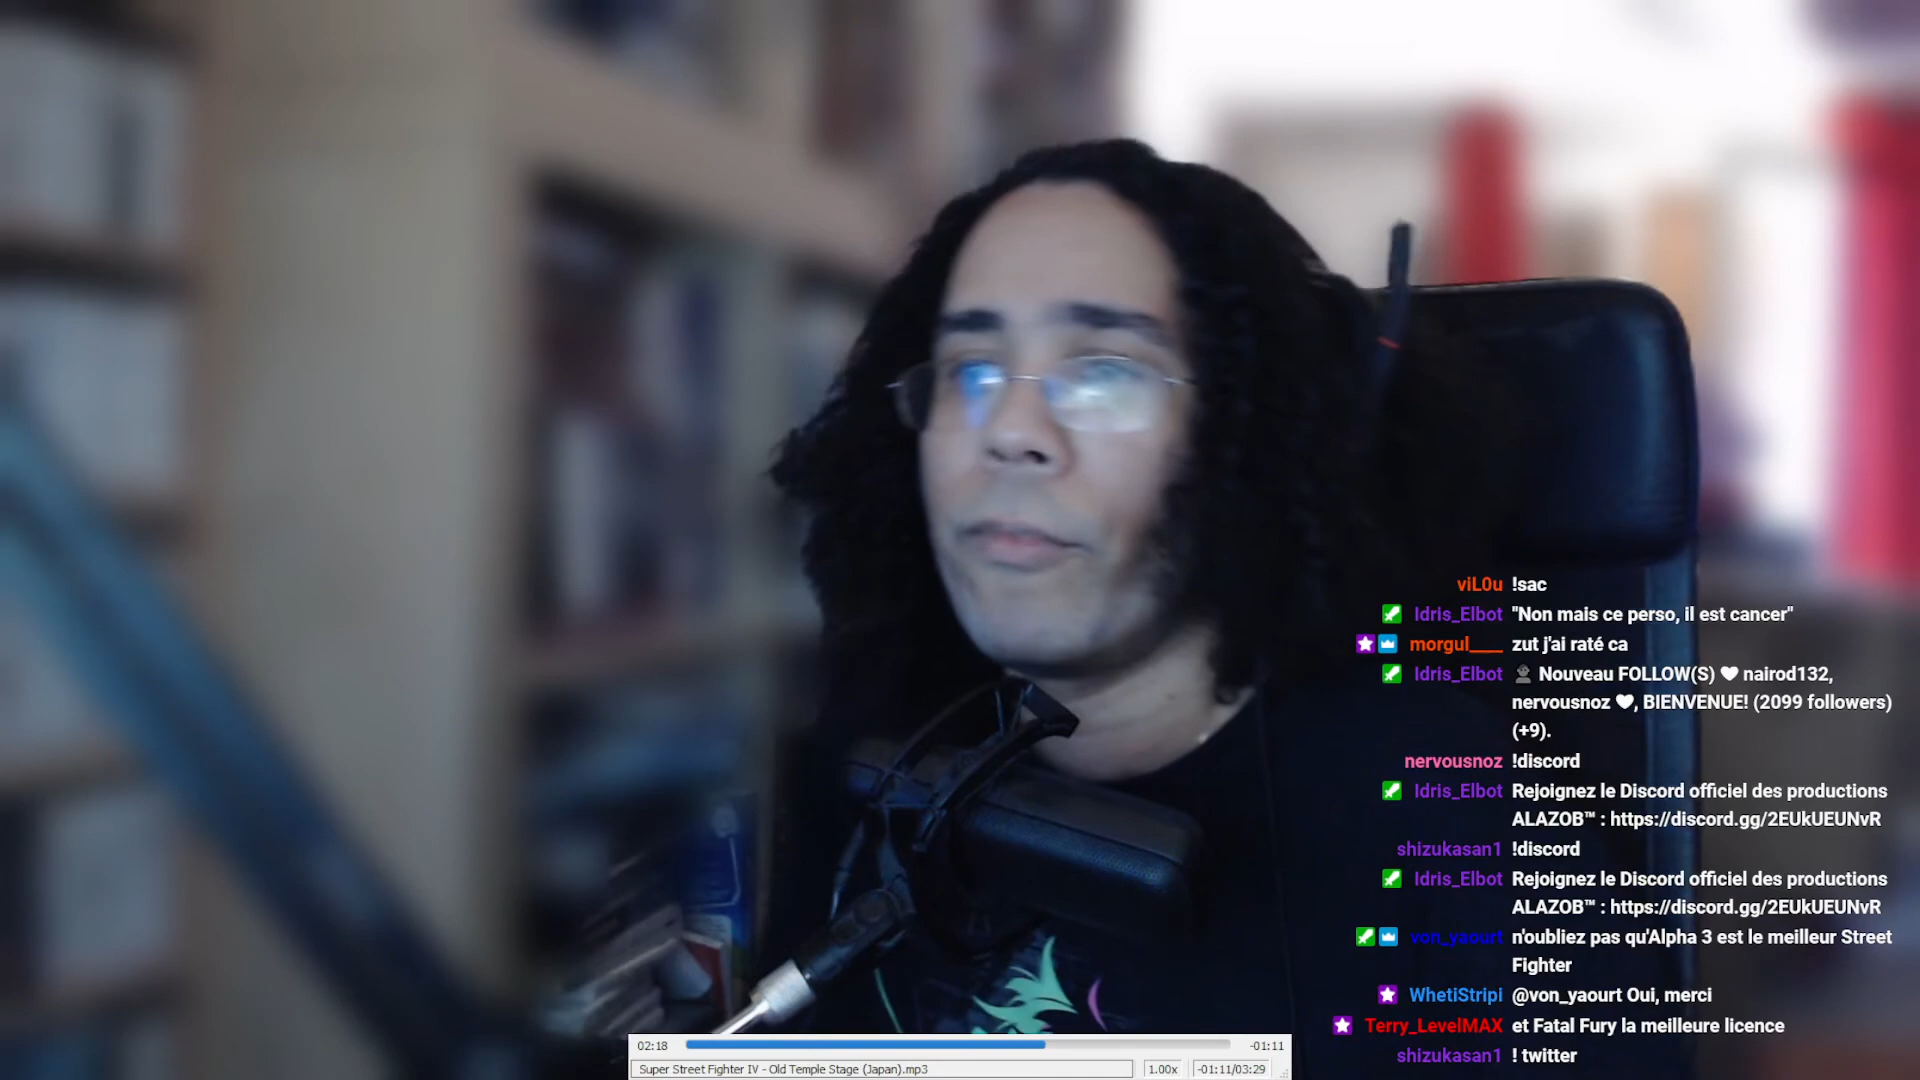 viL0u !sac
Idris_Elbot "Non mais ce perso, il est cancer"
morgul____ zut j'ai raté ca
Idris_Elbot Nouveau FOLLOW(S) nairod132,
nervousnoz, BIENVENUE! (2099 followers)
(+9).
nervousnoz !discord
Idris_Elbot Rejoignez le Discord officiel des productions
ALAZOB™ : https://discord.gg/2EUkUEUNvR
shizukasan1 !discord
Idris_Elbot Rejoignez le Discord officiel des productions
ALAZOB™ : https://discord.gg/2EUkUEUNvR
von_yaourt n'oubliez pas qu'Alpha 3 est le meilleur Street
Fighter
WhetiStripi @von_yaourt Oui, merci
Terry_LevelMAX et Fatal Fury la meilleure licence
shizukasan1 ! twitter
02:18 -01:11
Super Street Fighter IV - Old Temple Stage (Japan).mp3 1.00x -01:11/03:29